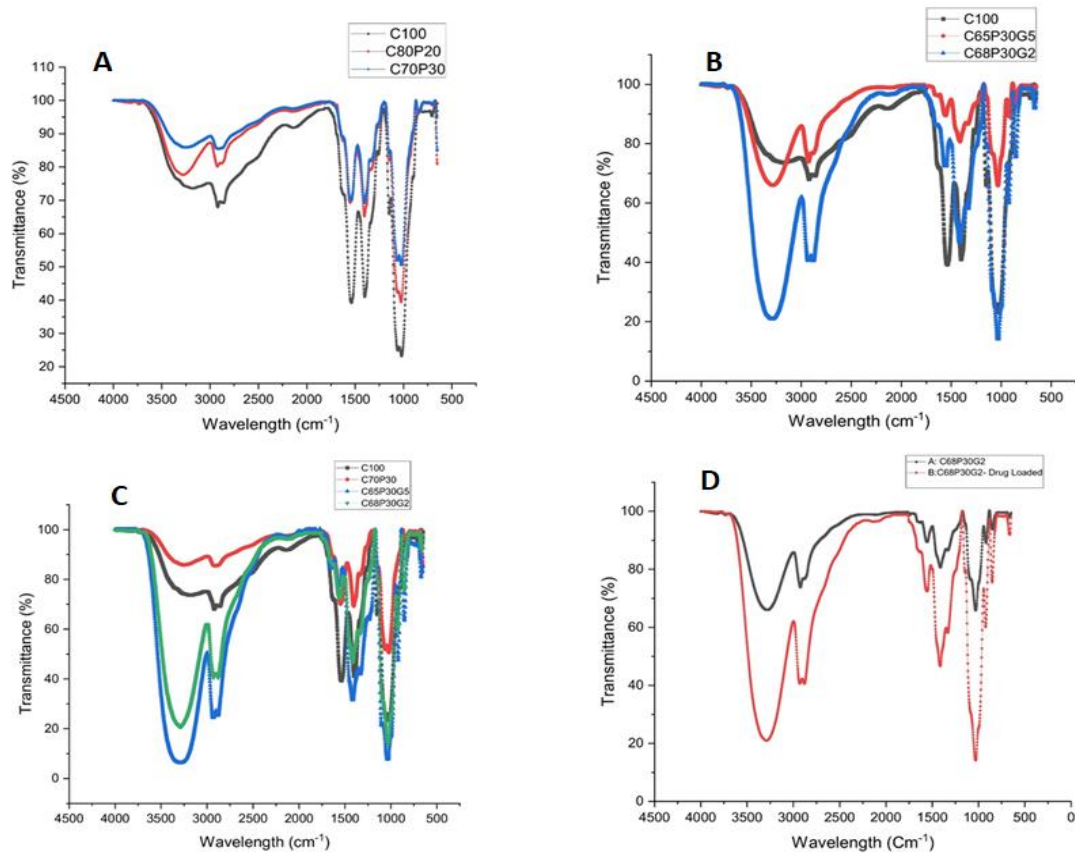 A
C100
C80P20
C70P30
110
100
90
80
70
60
50
40
30
20
Transmittance (%)
4500 4000 3500 3000 2500 2000 1500 1000 500
Wavelength (cm⁻¹)
B
C100
C65P30G5
C68P30G2
100
80
60
40
20
0
Transmittance (%)
4500 4000 3500 3000 2500 2000 1500 1000 500
Wavelength (cm⁻¹)
C
C100
C70P30
C65P30G5
C68P30G2
100
80
60
40
20
0
Transmittance (%)
4500 4000 3500 3000 2500 2000 1500 1000 500
Wavelength (cm⁻¹)
D
A: C68P30G2
B:C68P30G2- Drug Loaded
100
80
60
40
20
0
Transmittance (%)
4500 4000 3500 3000 2500 2000 1500 1000 500 0
Wavelength (Cm⁻¹)